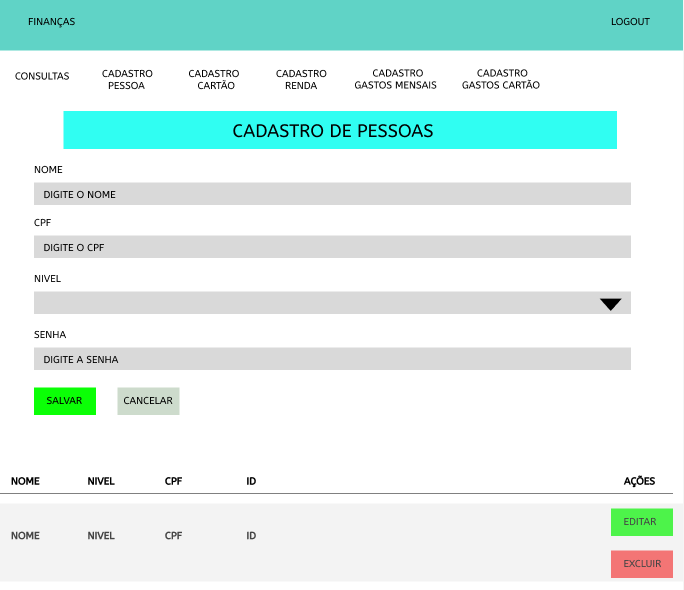 FINANÇAS LOGOUT
CONSULTAS
CADASTRO
PESSOA
CADASTRO
CARTÃO
CADASTRO
RENDA
CADASTRO
GASTOS MENSAIS
CADASTRO
GASTOS CARTÃO
CADASTRO DE PESSOAS
NOME
DIGITE O NOME
CPF
DIGITE O CPF
NIVEL
SENHA
DIGITE A SENHA
SALVAR CANCELAR
NOME NIVEL CPF ID AÇÕES
NOME NIVEL CPF ID
EDITAR
EXCLUIR